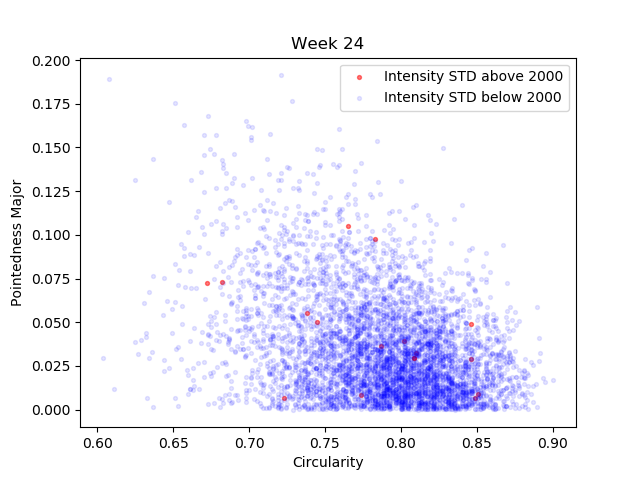 Week 24
Intensity STD above 2000
Intensity STD below 2000
0.200
0.175
0.150
0.125
0.100
0.075
0.050
0.025
0.000
Pointedness Major
0.60 0.65 0.70 0.75 0.80 0.85 0.90
Circularity